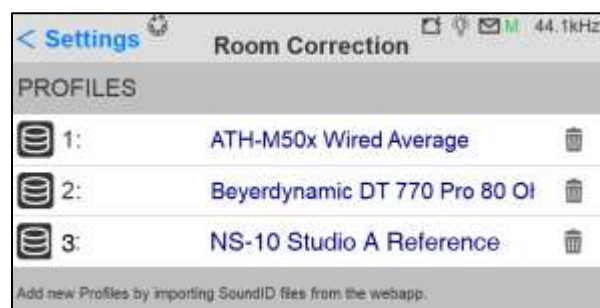 < Settings
Room Correction
M 44.1kHz
PROFILES
1: ATH-M50x Wired Average
2: Beyerdynamic DT 770 Pro 80 Oh
3: NS-10 Studio A Reference
Add new Profiles by importing SoundID files from the webapp.